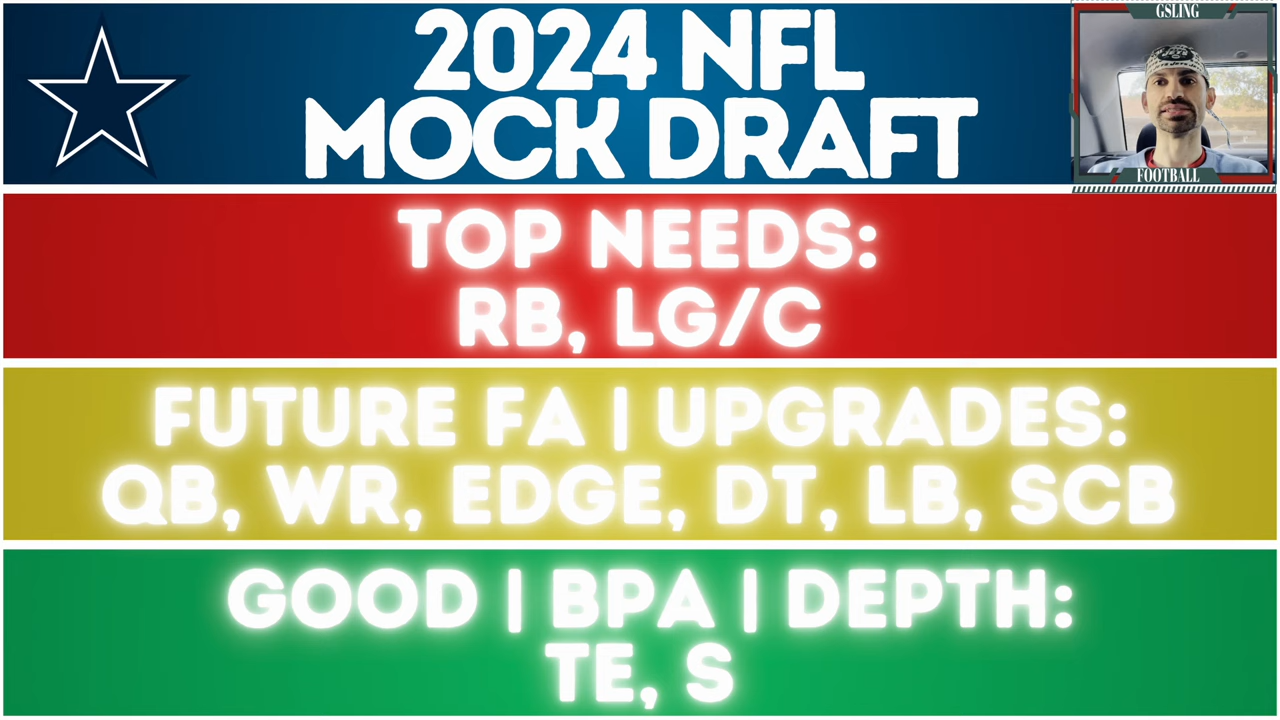 2024 NFL
MOCK DRAFT
GSLING
FOOTBALL
TOP NEEDS:
RB, LG/C
FUTURE FA | UPGRADES:
QB, WR, EDGE, DT, LB, SCB
GOOD | BPA | DEPTH:
TE, S